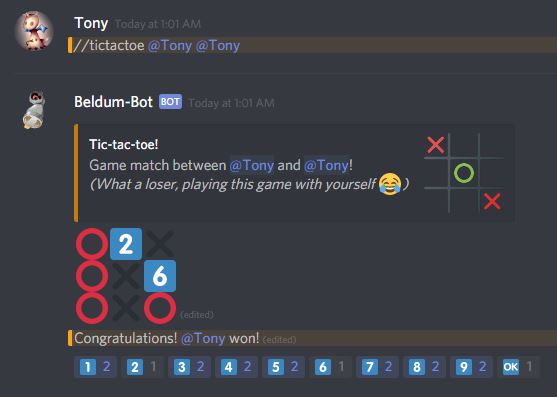 Tony Today at 1:01 AM
//tictactoe @Tony @Tony
Beldum-Bot BOT Today at 1:01 AM
Tic-tac-toe!
Game match between @Tony and @Tony!
(What a loser, playing this game with yourself 😂)
⭕ 2 ✕
⭕ ✕ 6
⭕ ✕ ⭕ (edited)
Congratulations! @Tony won! (edited)
1 2 2 1 3 2 4 2 5 2 6 1 7 2 8 2 9 2 OK 1